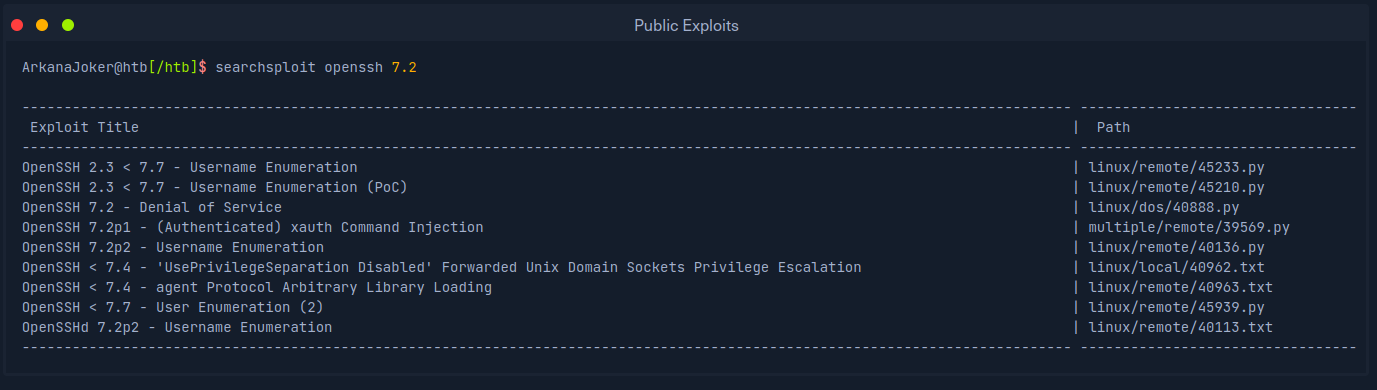 Public Exploits
ArkanaJoker@htb[/htb]$ searchsploit openssh 7.2
------------------------------------------------------------------------------------------------------------------------------ ---------------------------------
Exploit Title | Path
------------------------------------------------------------------------------------------------------------------------------ ---------------------------------
OpenSSH 2.3 < 7.7 - Username Enumeration | linux/remote/45233.py
OpenSSH 2.3 < 7.7 - Username Enumeration (PoC) | linux/remote/45210.py
OpenSSH 7.2 - Denial of Service | linux/dos/40888.py
OpenSSH 7.2p1 - (Authenticated) xauth Command Injection | multiple/remote/39569.py
OpenSSH 7.2p2 - Username Enumeration | linux/remote/40136.py
OpenSSH < 7.4 - 'UsePrivilegeSeparation Disabled' Forwarded Unix Domain Sockets Privilege Escalation | linux/local/40962.txt
OpenSSH < 7.4 - agent Protocol Arbitrary Library Loading | linux/remote/40963.txt
OpenSSH < 7.7 - User Enumeration (2) | linux/remote/45939.py
OpenSSHd 7.2p2 - Username Enumeration | linux/remote/40113.txt
------------------------------------------------------------------------------------------------------------------------------ ---------------------------------